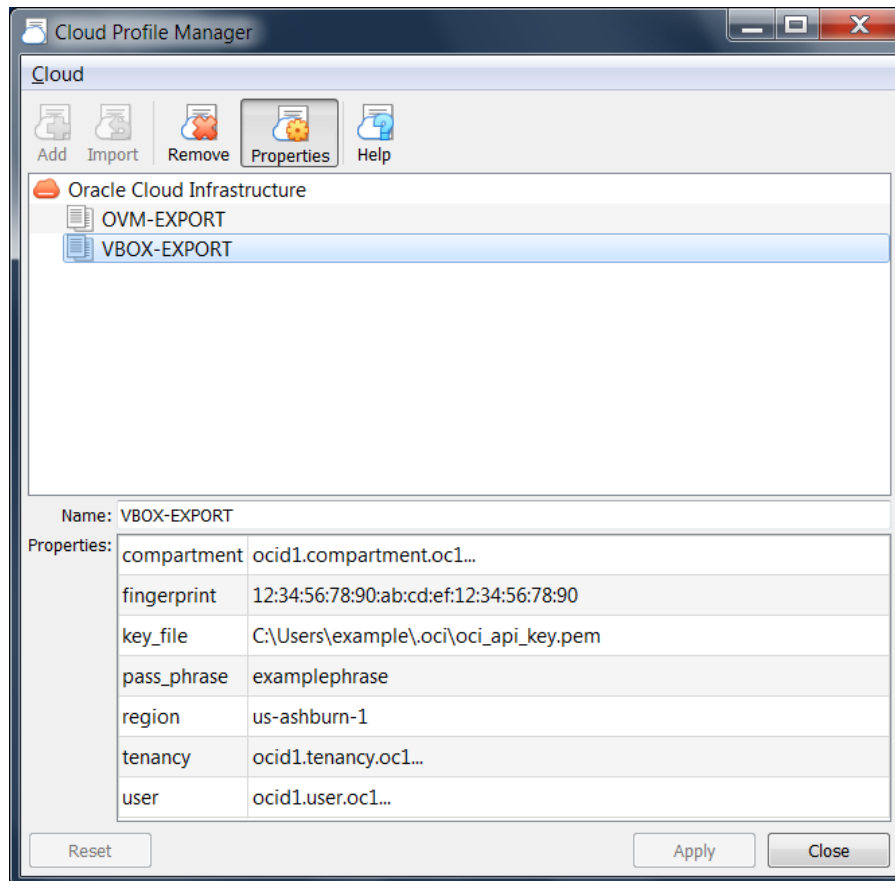 Cloud Profile Manager
Cloud
Add Import Remove Properties Help
Oracle Cloud Infrastructure
OVM-EXPORT
VBOX-EXPORT
Name: VBOX-EXPORT
Properties:
compartment ocid1.compartment.oc1...
fingerprint 12:34:56:78:90:ab:cd:ef:12:34:56:78:90
key_file C:\Users\example\.oci\oci_api_key.pem
pass_phrase examplephrase
region us-ashburn-1
tenancy ocid1.tenancy.oc1...
user ocid1.user.oc1...
Reset Apply Close